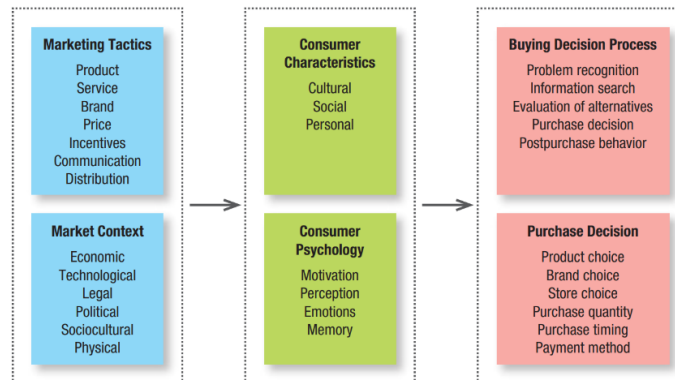 Marketing Tactics
Product
Service
Brand
Price
Incentives
Communication
Distribution
Market Context
Economic
Technological
Legal
Political
Sociocultural
Physical
Consumer
Characteristics
Cultural
Social
Personal
Consumer
Psychology
Motivation
Perception
Emotions
Memory
Buying Decision Process
Problem recognition
Information search
Evaluation of alternatives
Purchase decision
Postpurchase behavior
Purchase Decision
Product choice
Brand choice
Store choice
Purchase quantity
Purchase timing
Payment method